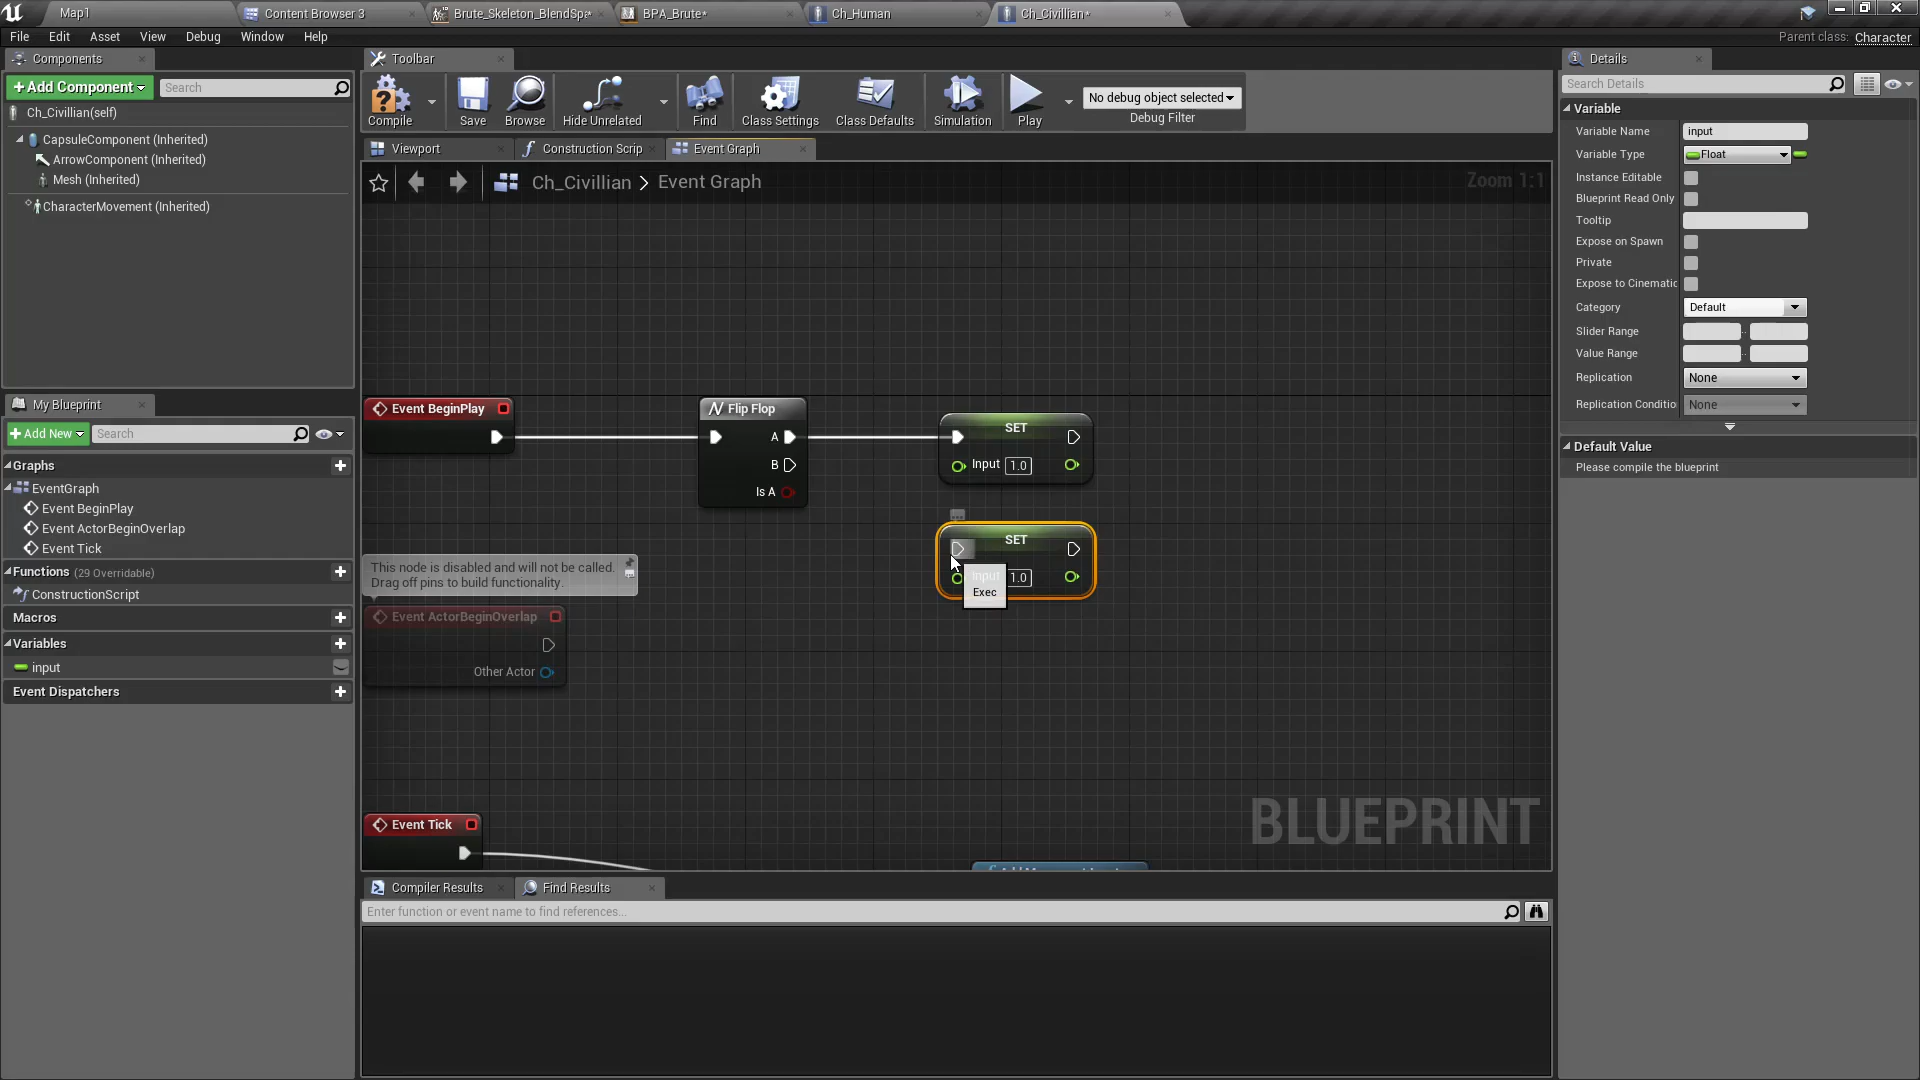 Map1
Content Browser 3
Brute_Skeleton_BlendSpa*
BPA_Brute*
Ch_Human
Ch_Civillian*
File Edit Asset View Debug Window Help
Parent class: Character
Components
+Add Component
Search
Ch_Civillian(self)
CapsuleComponent (Inherited)
ArrowComponent (Inherited)
Mesh (Inherited)
CharacterMovement (Inherited)
My Blueprint
+Add New
Search
Graphs
EventGraph
Event BeginPlay
Event ActorBeginOverlap
Event Tick
Functions (29 Overridable)
ConstructionScript
Macros
Variables
input
Event Dispatchers
Toolbar
Compile
Save
Browse
Hide Unrelated
Find
Class Settings
Class Defaults
Simulation
Play
No debug object selected
Debug Filter
Viewport
Construction Scrip
Event Graph
Ch_Civillian > Event Graph
Zoom 1:1
Event BeginPlay
Flip Flop
A
B
Is A
SET
Input 1.0
SET
Input 1.0
Exec
This node is disabled and will not be called.
Drag off pins to build functionality.
Event ActorBeginOverlap
Other Actor
Event Tick
BLUEPRINT
Compiler Results
Find Results
Enter function or event name to find references...
Details
Search Details
Variable
Variable Name input
Variable Type Float
Instance Editable
Blueprint Read Only
Tooltip
Expose on Spawn
Private
Expose to Cinematic
Category Default
Slider Range
Value Range
Replication None
Replication Conditio None
Default Value
Please compile the blueprint